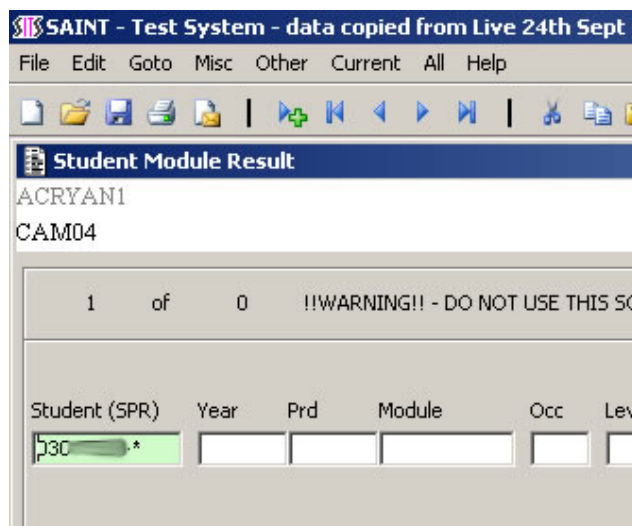 SITS SAINT - Test System - data copied from Live 24th Sept
File Edit Goto Misc Other Current All Help
Student Module Result
ACRYAN1
CAM04
1 of 0 !!WARNING!! - DO NOT USE THIS
Student (SPR) Year Prd Module Occ Lev